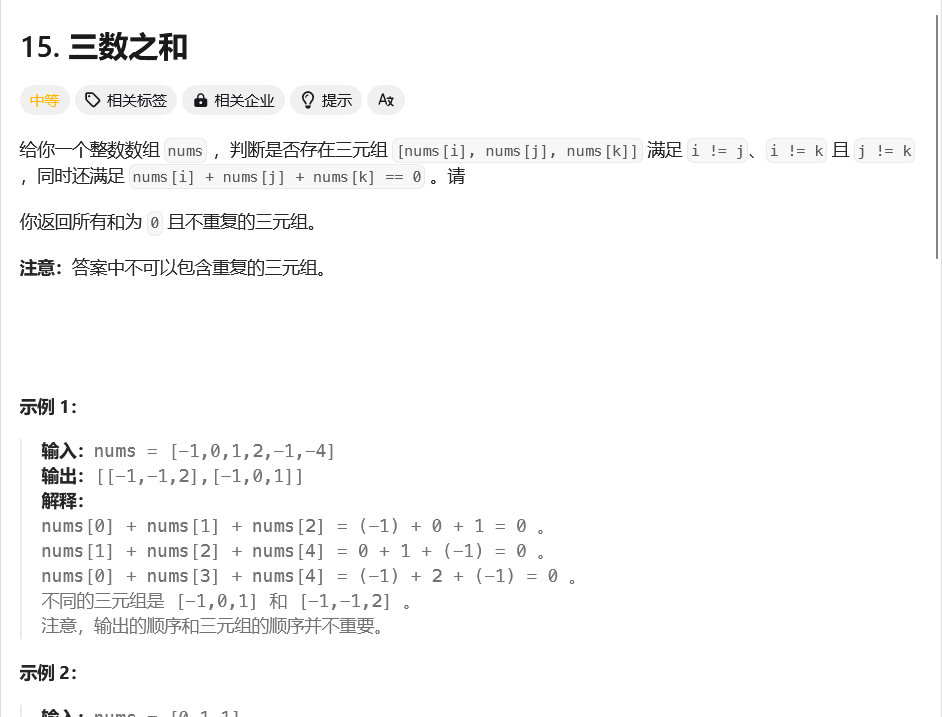 15. 三数之和
中等 相关标签 相关企业 提示 Aあ
给你一个整数数组 nums ，判断是否存在三元组 [nums[i], nums[j], nums[k]] 满足 i != j、i != k 且 j != k
，同时还满足 nums[i] + nums[j] + nums[k] == 0 。请
你返回所有和为 0 且不重复的三元组。
注意：答案中不可以包含重复的三元组。
示例 1：
输入：nums = [-1,0,1,2,-1,-4]
输出：[[-1,-1,2],[-1,0,1]]
解释：
nums[0] + nums[1] + nums[2] = (-1) + 0 + 1 = 0 。
nums[1] + nums[2] + nums[4] = 0 + 1 + (-1) = 0 。
nums[0] + nums[3] + nums[4] = (-1) + 2 + (-1) = 0 。
不同的三元组是 [-1,0,1] 和 [-1,-1,2] 。
注意，输出的顺序和三元组的顺序并不重要。
示例 2：
输入：nums = [0,1,1]